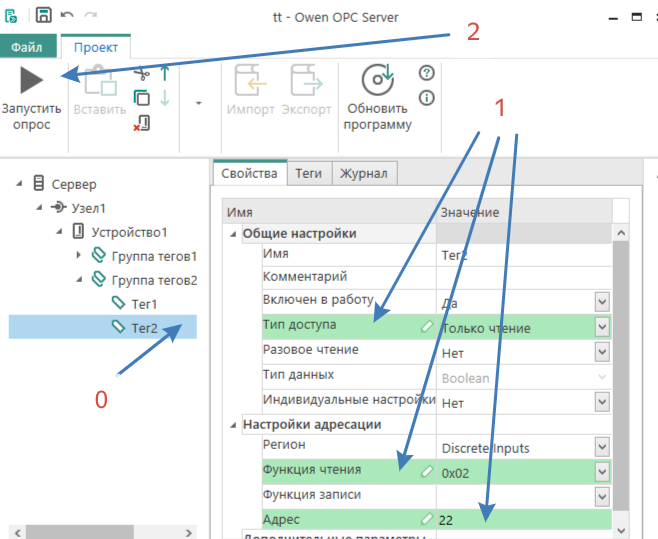 tt - Owen OPC Server
2
Файл Проект
Запустить опрос
Вставить
Импорт Экспорт
Обновить программу
1
Свойства Теги Журнал
Сервер
Узел1
Устройство1
Группа тегов1
Группа тегов2
Тег1
Тег2
0
Имя Значение
Общие настройки
Имя Тег2
Комментарий
Включен в работу Да
Тип доступа Только чтение
Разовое чтение Нет
Тип данных Boolean
Индивидуальные настройки Нет
Настройки адресации
Регион Discrete Inputs
Функция чтения 0x02
Функция записи
Адрес 22
Дополнительные параметры